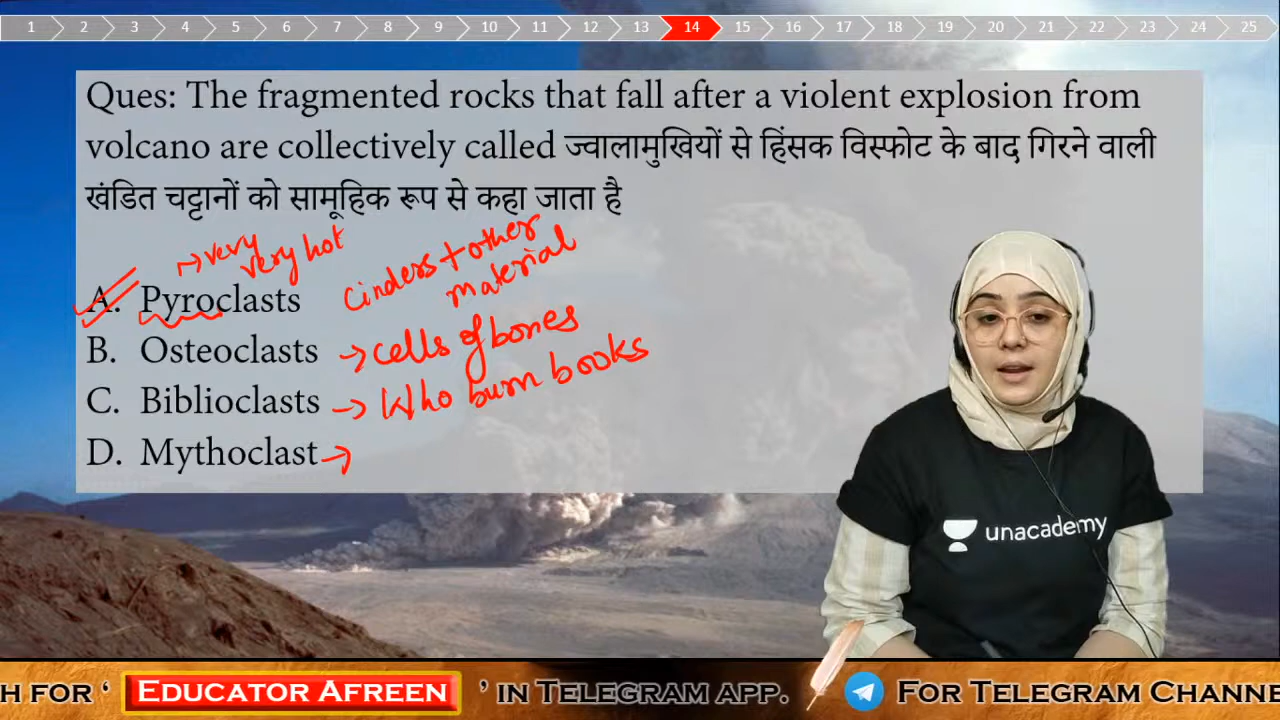 1 2 3 4 5 6 7 8 9 10 11 12 13 14 15 16 17 18 19 20 21 22 23 24 25
Ques: The fragmented rocks that fall after a violent explosion from
volcano are collectively called ज्वालामुखियों से हिंसक विस्फोट के बाद गिरने वाली
खंडित चट्टानों को सामूहिक रूप से कहा जाता है
→ very
very hot
cinders + other
material
A. Pyroclasts
B. Osteoclasts → cells of bones
C. Biblioclasts → Who burn books
D. Mythoclast →
unacademy
H FOR ‘ EDUCATOR AFREEN ’ IN TELEGRAM APP. FOR TELEGRAM CHANNE